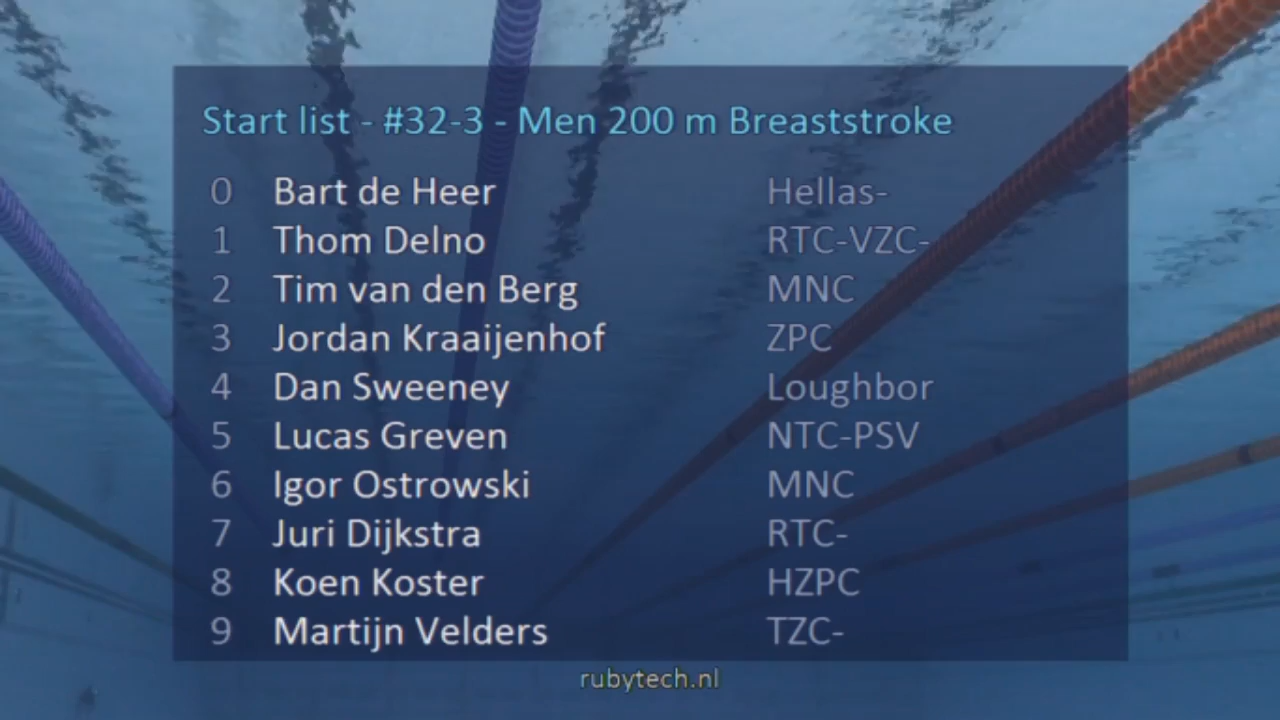 Start list - #32-3 - Men 200 m Breaststroke
0 Bart de Heer Hellas-
1 Thom Delno RTC-VZC-
2 Tim van den Berg MNC
3 Jordan Kraaijenhof ZPC
4 Dan Sweeney Loughbor
5 Lucas Greven NTC-PSV
6 Igor Ostrowski MNC
7 Juri Dijkstra RTC-
8 Koen Koster HZPC
9 Martijn Velders TZC-
rubytech.nl